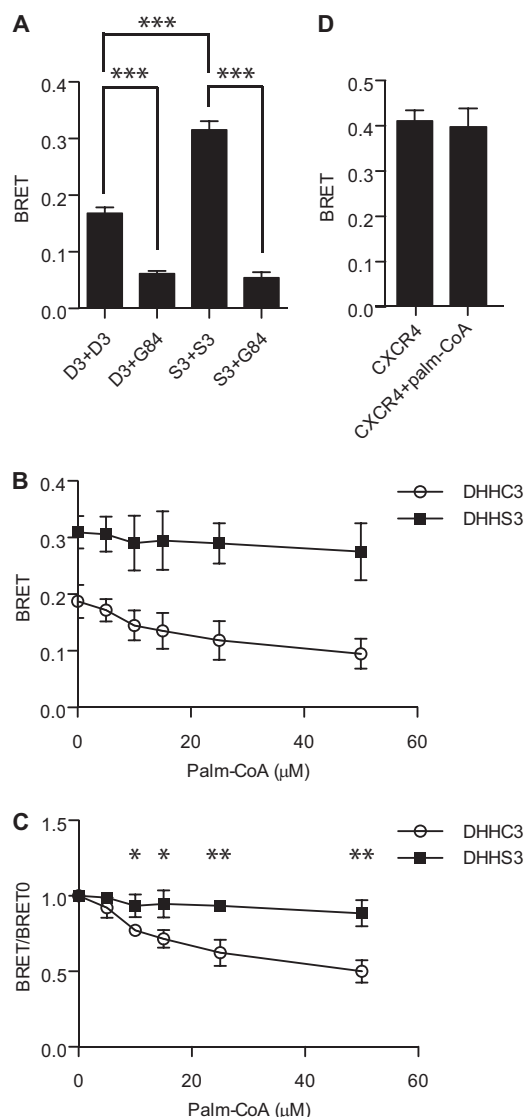 A
***
***
***
BRET
0.4
0.3
0.2
0.1
0.0
D3+D3
D3+G84
S3+S3
S3+G84
D
BRET
0.5
0.4
0.3
0.2
0.1
0.0
CXCR4
CXCR4+palm-CoA
B
DHHC3
DHHS3
BRET
0.4
0.3
0.2
0.1
0.0
0 20 40 60
Palm-CoA (μM)
C
DHHC3
DHHS3
* * ** **
BRET/BRET0
1.5
1.0
0.5
0.0
0 20 40 60
Palm-CoA (μM)